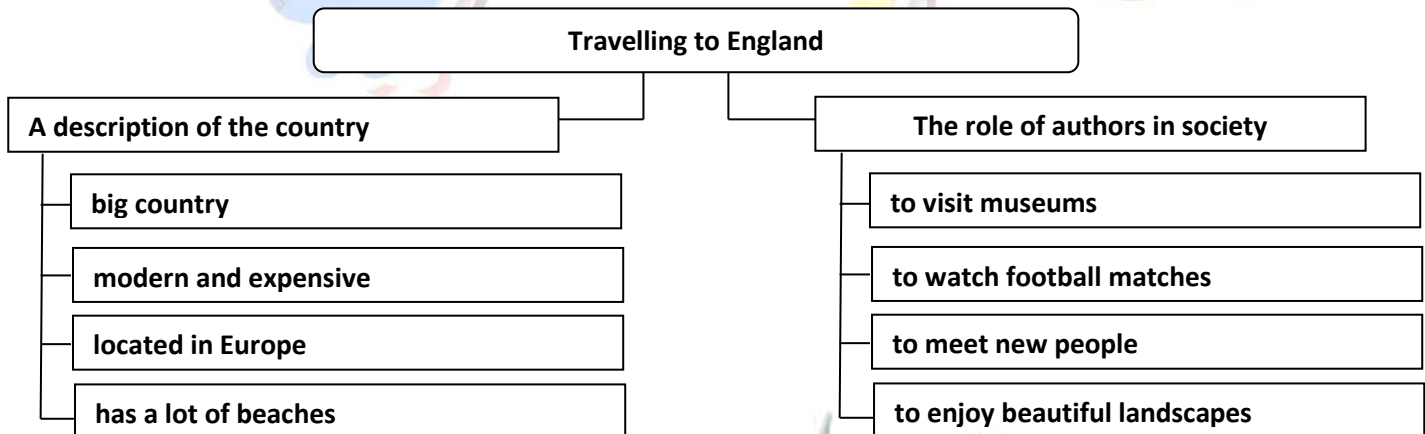 Travelling to England
A description of the country
big country
modern and expensive
located in Europe
has a lot of beaches
The role of authors in society
to visit museums
to watch football matches
to meet new people
to enjoy beautiful landscapes